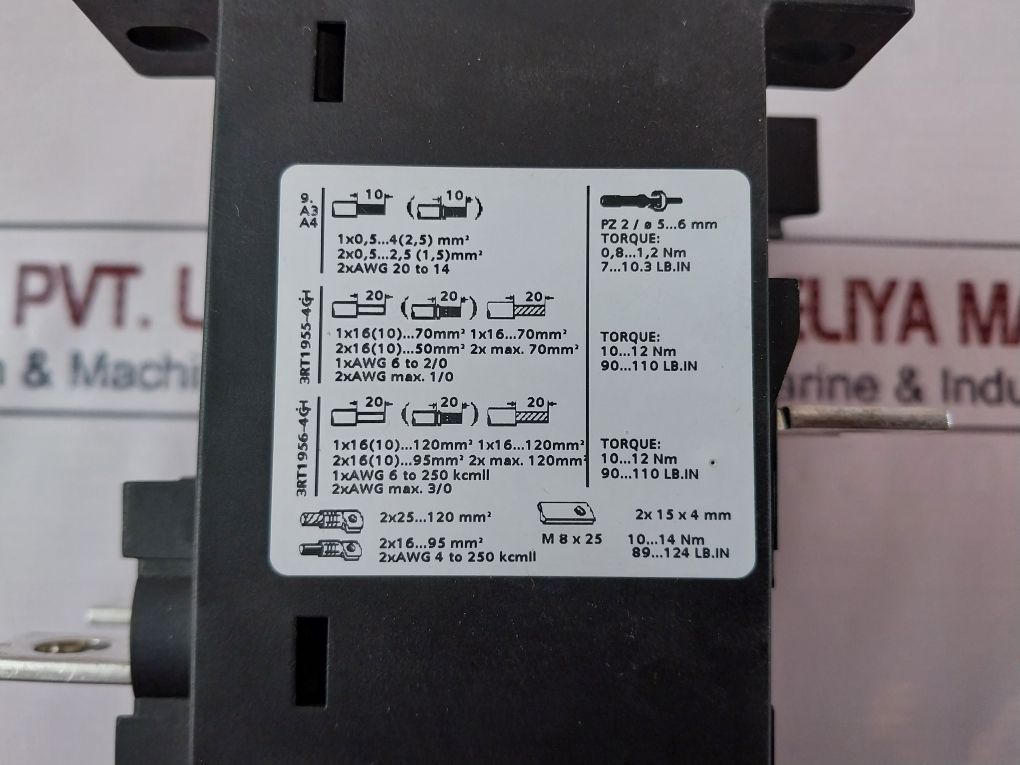 9.
A3
A4
10 10
1x0,5...4(2,5) mm²
2x0,5...2,5 (1,5)mm²
2xAWG 20 to 14
PZ 2 / ø 5...6 mm
TORQUE:
0,8...1,2 Nm
7...10.3 LB.IN
3RT1955-4G
20 20 20
1x16(10)...70mm² 1x16...70mm²
2x16(10)...50mm² 2x max. 70mm²
1xAWG 6 to 2/0
2xAWG max. 1/0
TORQUE:
10...12 Nm
90...110 LB.IN
3RT1956-4G
20 20 20
1x16(10)...120mm² 1x16...120mm²
2x16(10)...95mm² 2x max. 120mm²
1xAWG 6 to 250 kcmil
2xAWG max. 3/0
TORQUE:
10...12 Nm
90...110 LB.IN
2x25...120 mm²
2x16...95 mm²
2xAWG 4 to 250 kcmil
M 8 x 25
2x 15 x 4 mm
10...14 Nm
89...124 LB.IN
PVT.
& Machi
ELIYA MA
arine & Indu